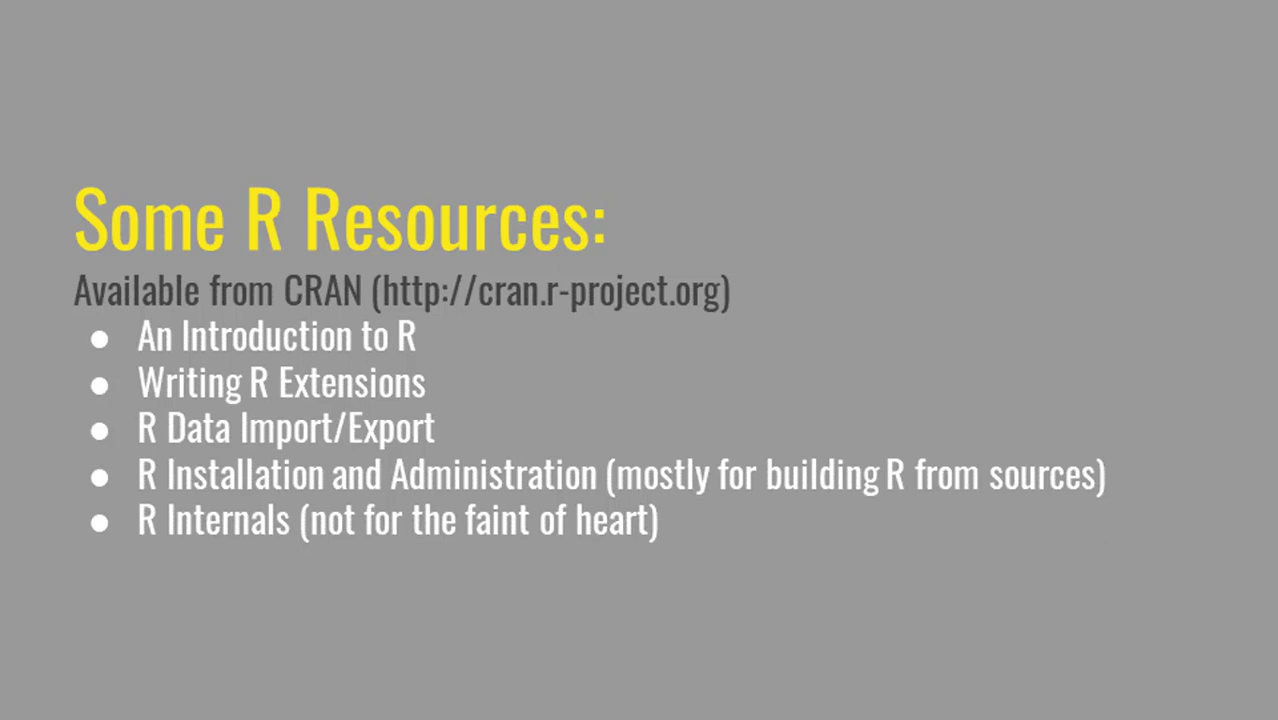 Some R Resources:
Available from CRAN (http://cran.r-project.org)
● An Introduction to R
● Writing R Extensions
● R Data Import/Export
● R Installation and Administration (mostly for building R from sources)
● R Internals (not for the faint of heart)